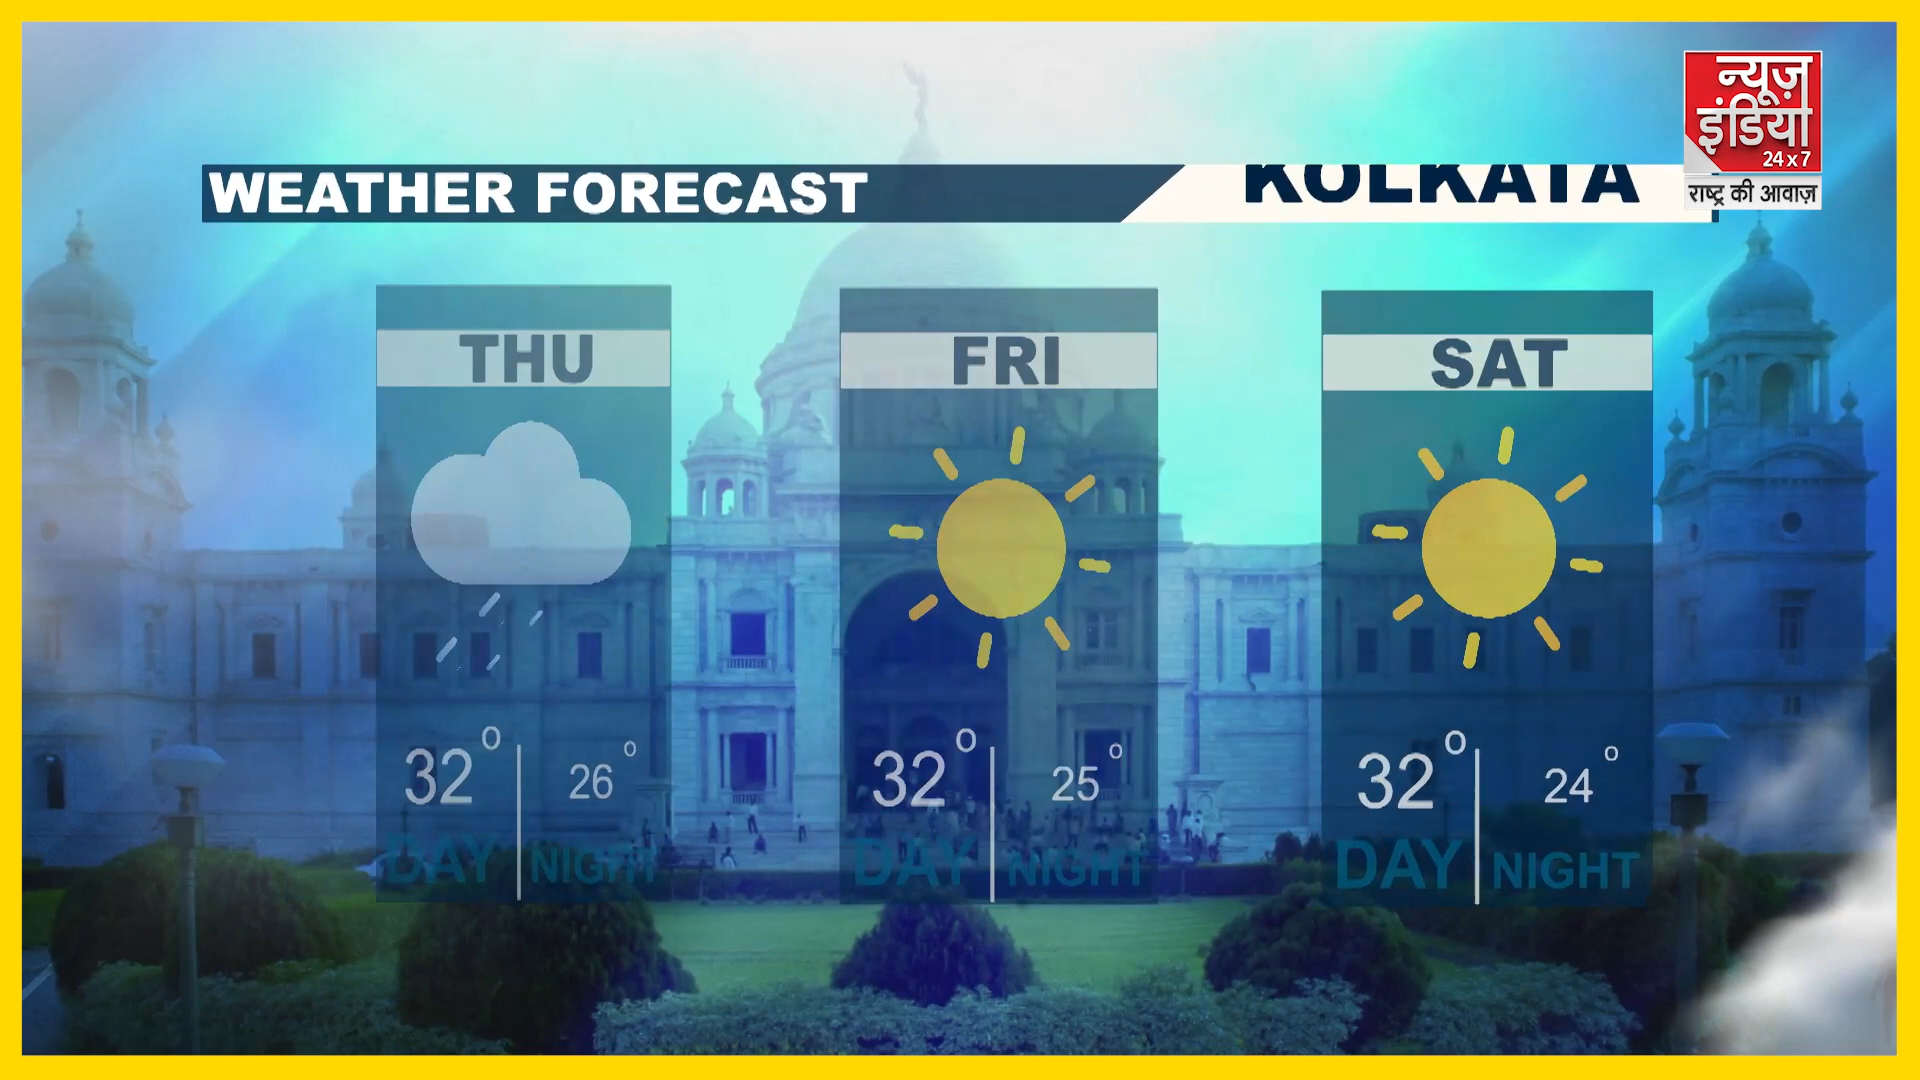 न्यूज़
इंडिया
24x7
राष्ट्र की आवाज़
WEATHER FORECAST
KOLKATA
THU
FRI
SAT
32° 26°
32° 25°
32° 24°
DAY NIGHT
DAY NIGHT
DAY NIGHT